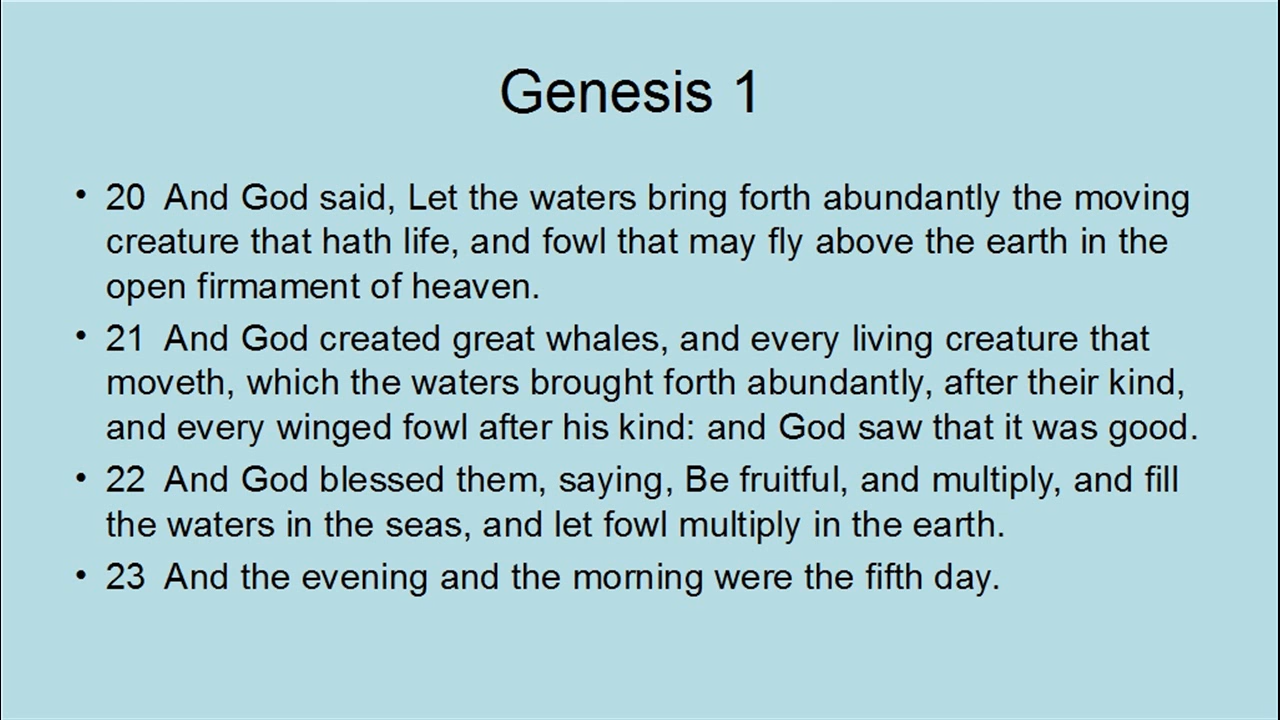 Genesis 1
• 20 And God said, Let the waters bring forth abundantly the moving
creature that hath life, and fowl that may fly above the earth in the
open firmament of heaven.
• 21 And God created great whales, and every living creature that
moveth, which the waters brought forth abundantly, after their kind,
and every winged fowl after his kind: and God saw that it was good.
• 22 And God blessed them, saying, Be fruitful, and multiply, and fill
the waters in the seas, and let fowl multiply in the earth.
• 23 And the evening and the morning were the fifth day.